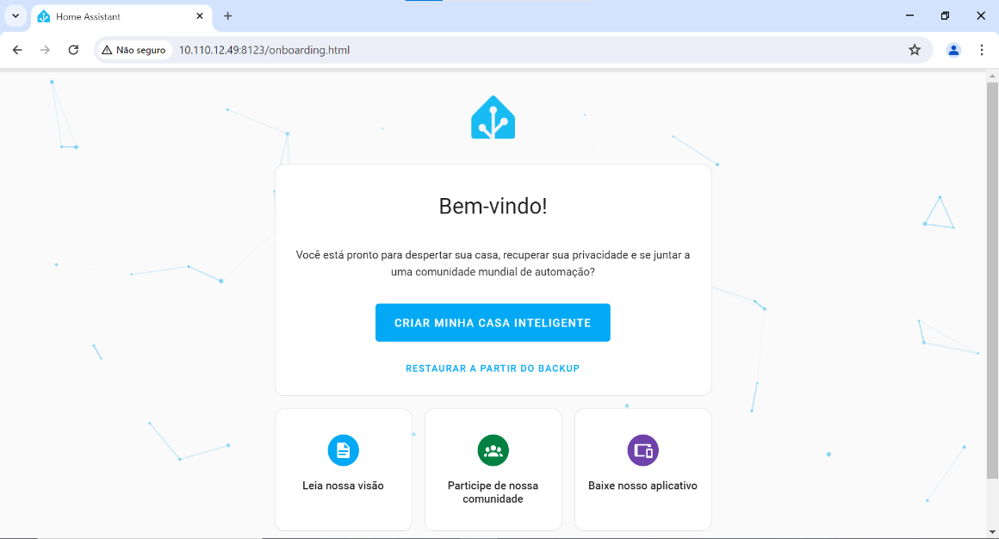 Home Assistant
Não seguro
10.110.12.49:8123/onboarding.html
Bem-vindo!
Você está pronto para despertar sua casa, recuperar sua privacidade e se juntar a
uma comunidade mundial de automação?
CRIAR MINHA CASA INTELIGENTE
RESTAURAR A PARTIR DO BACKUP
Leia nossa visão
Participe de nossa
comunidade
Baixe nosso aplicativo